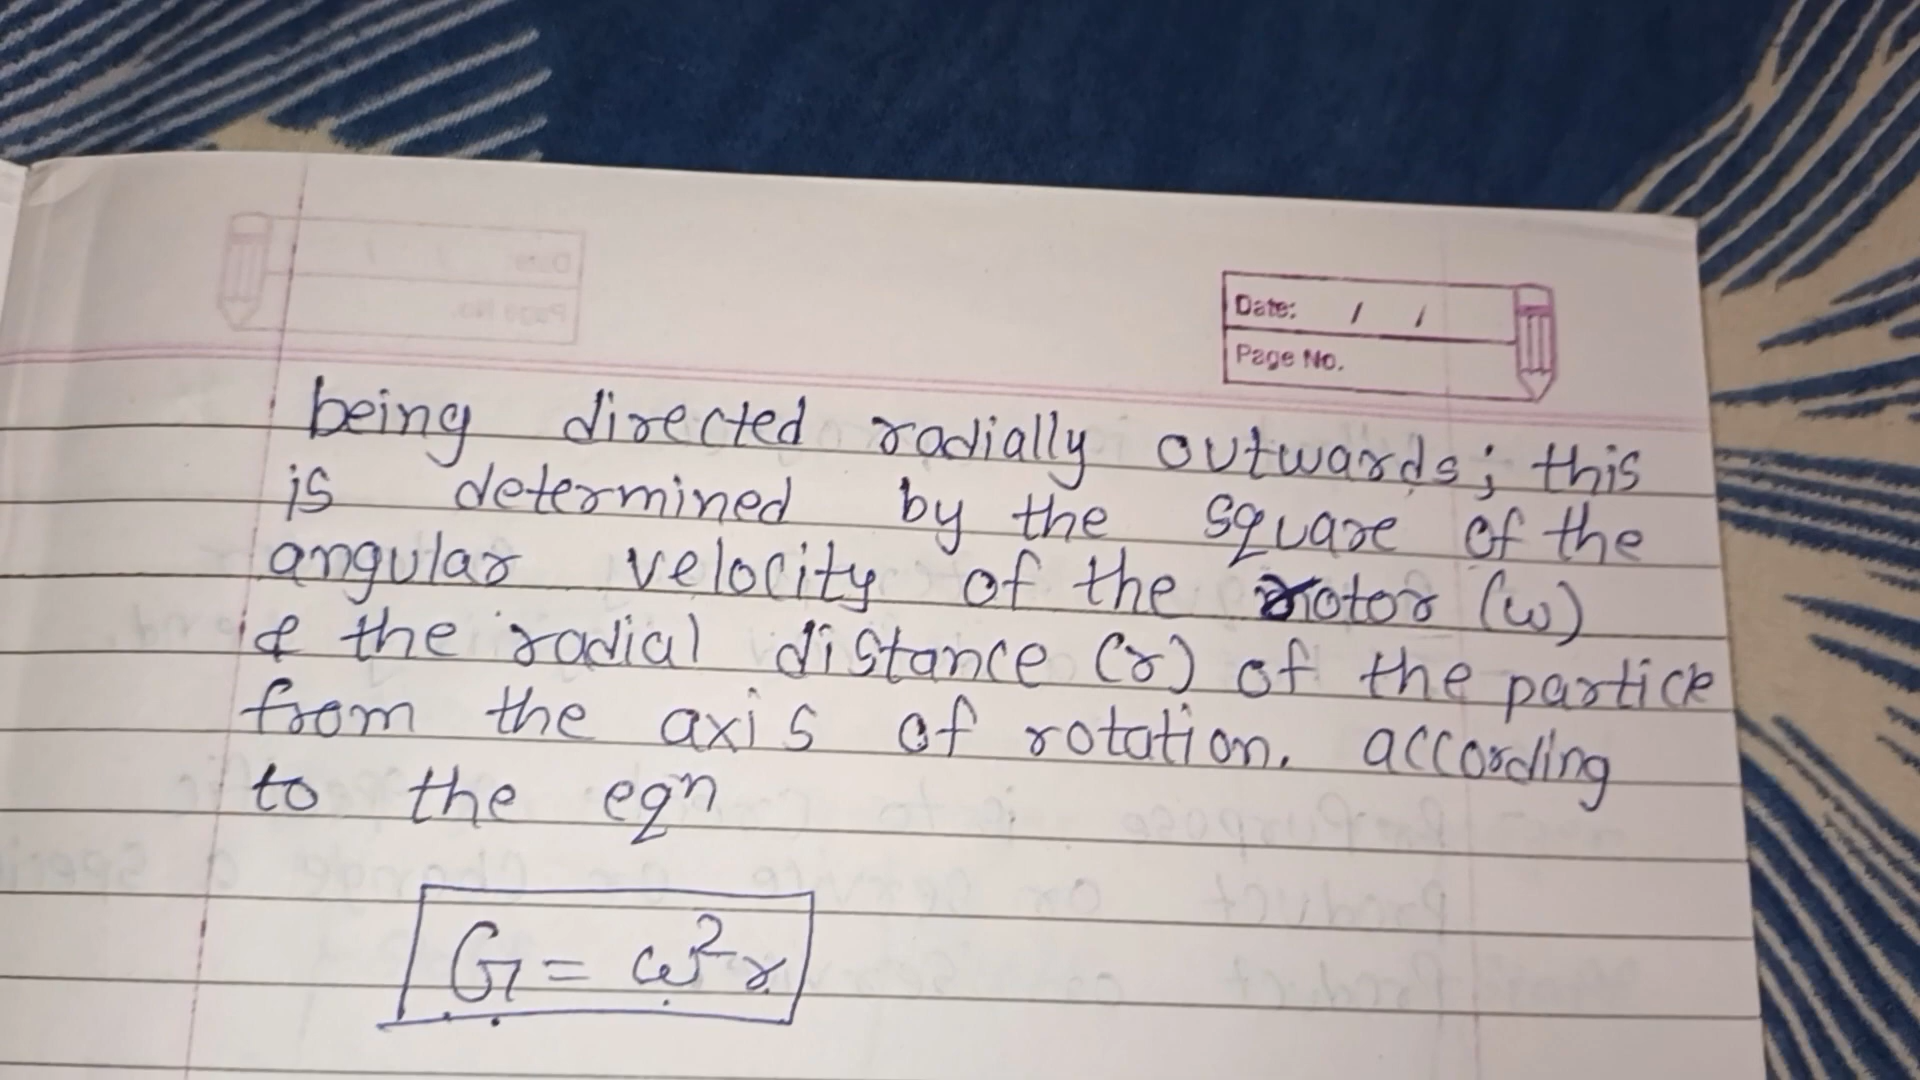 Date: / /
Page No.
being directed radially outwards; this
is determined by the square of the
angular velocity of the rotor (ω)
& the radial distance (r) of the particle
from the axis of rotation. according
to the eqn
G = ω²r